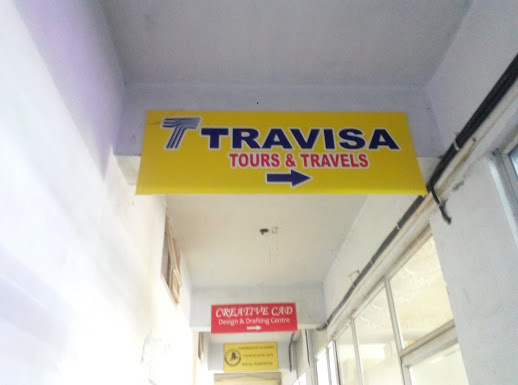 TRAVISA
TOURS & TRAVELS
CREATIVE CAD
Design & Drafting Centre